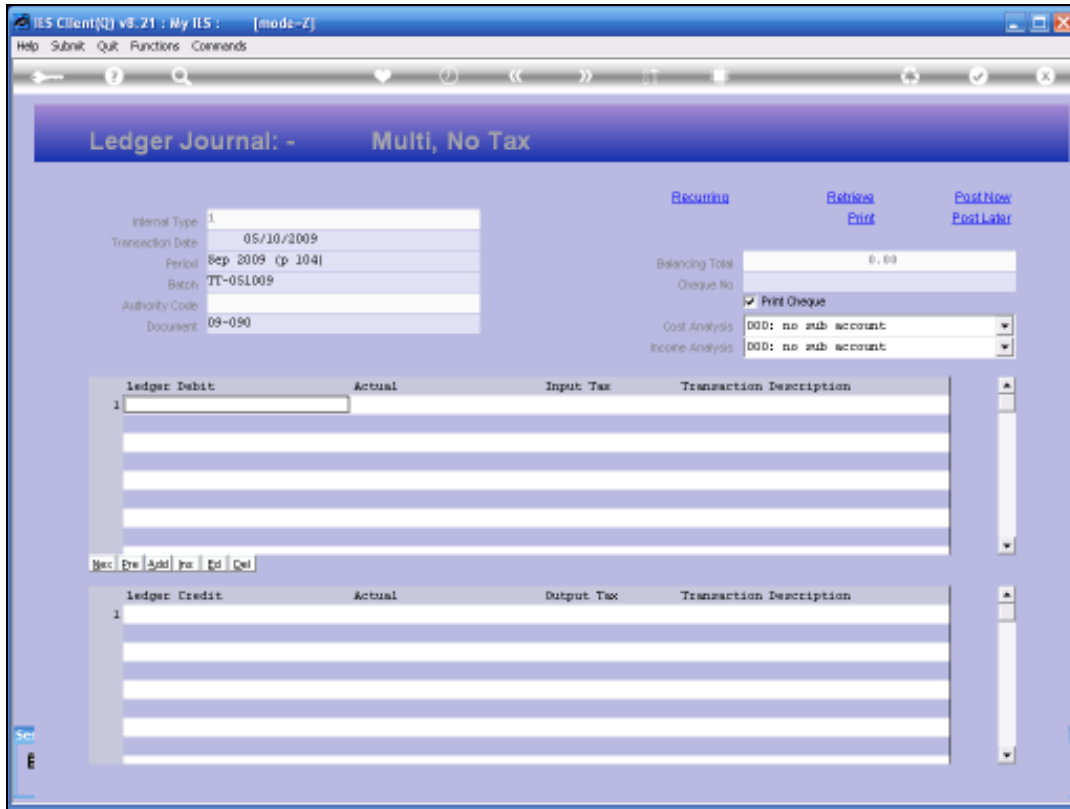 IES Client(Q) v8.21 : My IES : [mode-Z]
Help Submit Quit Functions Commands
Ledger Journal: - Multi, No Tax
Recurring Retrieve Post Now
Print Post Later
Internal Type 1
Transaction Date 05/10/2009
Period Sep 2009 (p 104)
Batch TT-051009
Authority Code
Document 09-090
Balancing Total 0.00
Cheque No
Print Cheque
Cost Analysis 000: no sub account
Income Analysis 000: no sub account
Ledger Debit Actual Input Tax Transaction Description
1
Nex Pre Add Ins Ed Del
Ledger Credit Actual Output Tax Transaction Description
1